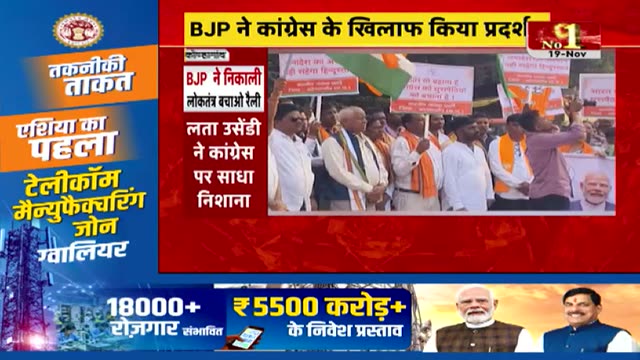 BJP ने कांग्रेस के खिलाफ किया प्रदर्श
No 1
19-Nov
कोण्डागांव
BJP ने निकाली
लोकतंत्र बचाओ रैली
लता उसेंडी
ने कांग्रेस
पर साधा
निशाना
तकनीकी
ताकत
एशिया का
पहला
टेलीकॉम
मैन्युफैक्चरिंग
जोन
ग्वालियर
18000+
रोज़गार संभावित
₹5500 करोड़+
के निवेश प्रस्ताव